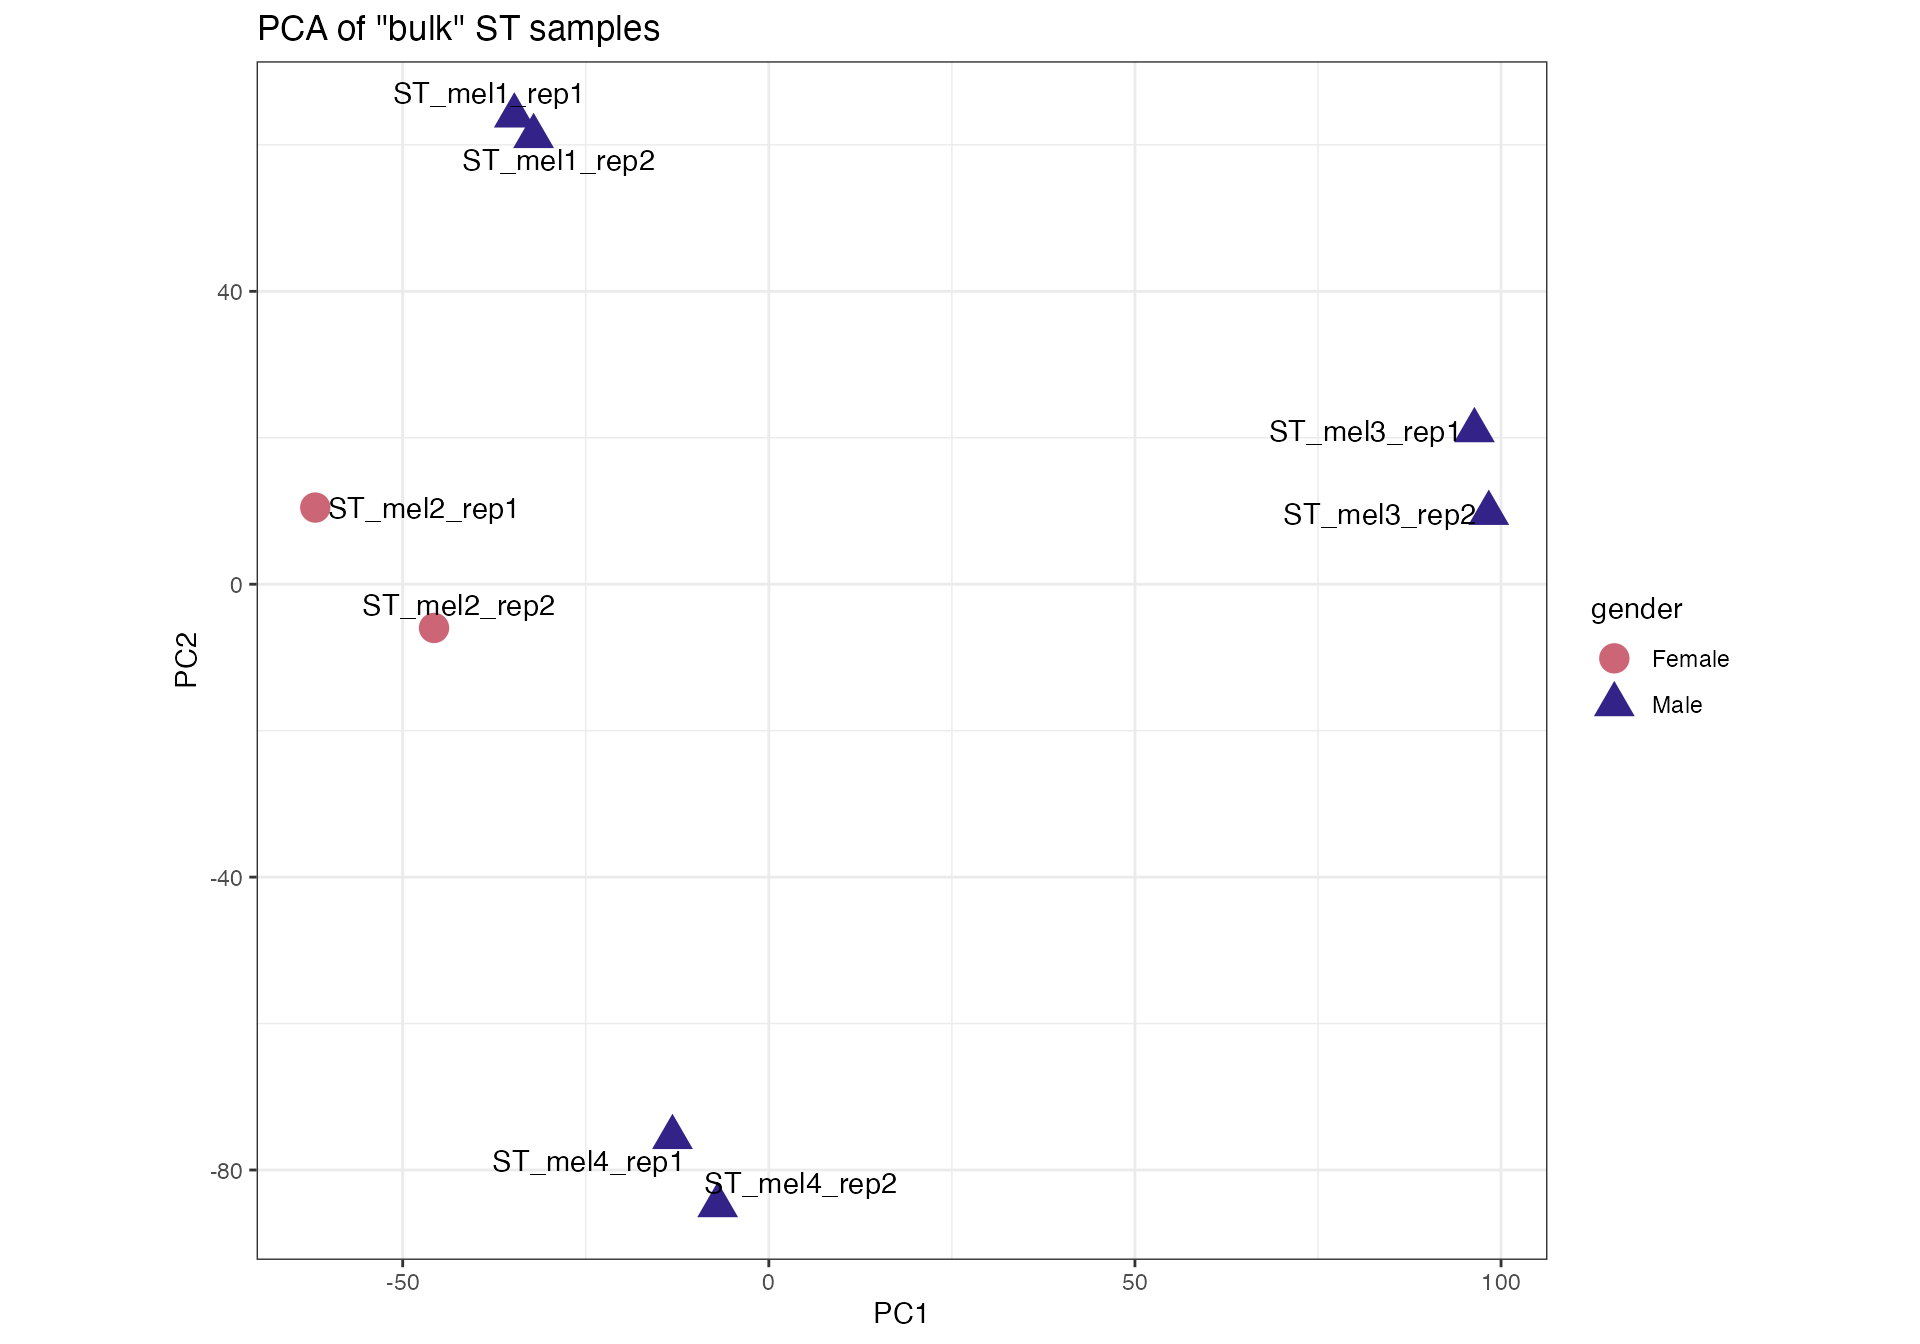 PCA of "bulk" ST samples
ST_mel1_rep1
ST_mel1_rep2
40
ST_mel3_rep1
ST_mel2_rep1
ST_mel3_rep2
0
ST_mel2_rep2
gender
PC2
Female
Male
-40
ST_mel4_rep1
-80
ST_mel4_rep2
-50
0
50
100
PC1